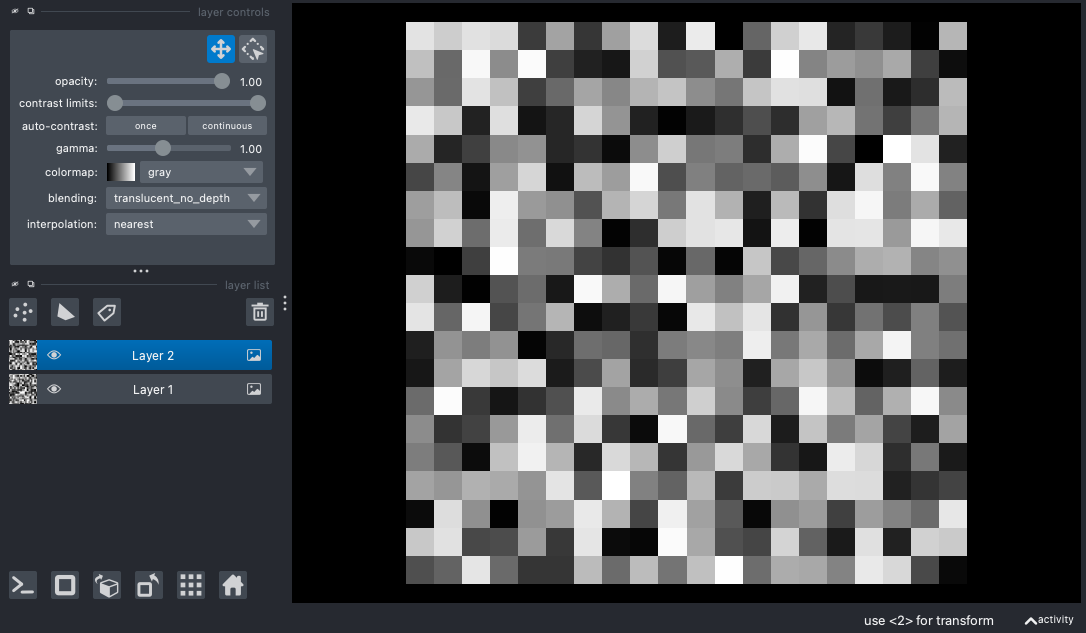 layer controls
opacity: 1.00
contrast limits:
auto-contrast: once continuous
gamma: 1.00
colormap: gray
blending: translucent_no_depth
interpolation: nearest
layer list
Layer 2
Layer 1
use <2> for transform
activity